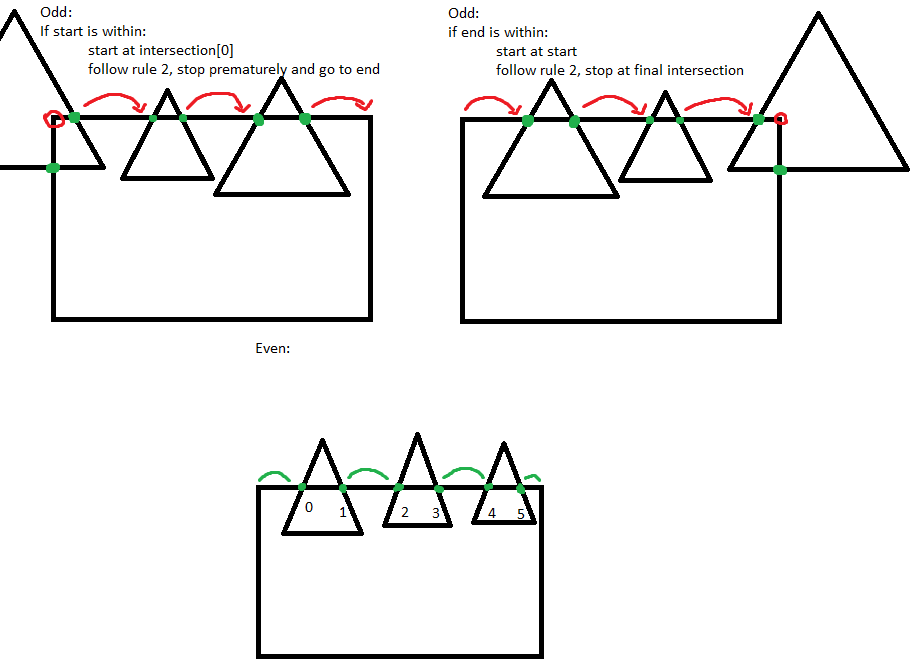 Odd:
If start is within:
start at intersection[0]
follow rule 2, stop prematurely and go to end
Odd:
if end is within:
start at start
follow rule 2, stop at final intersection
Even:
0 1 2 3 4 5